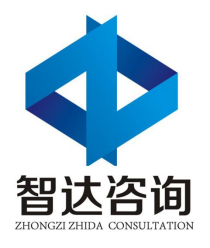 智达咨询
ZHONGZI ZHIDA CONSULTATION